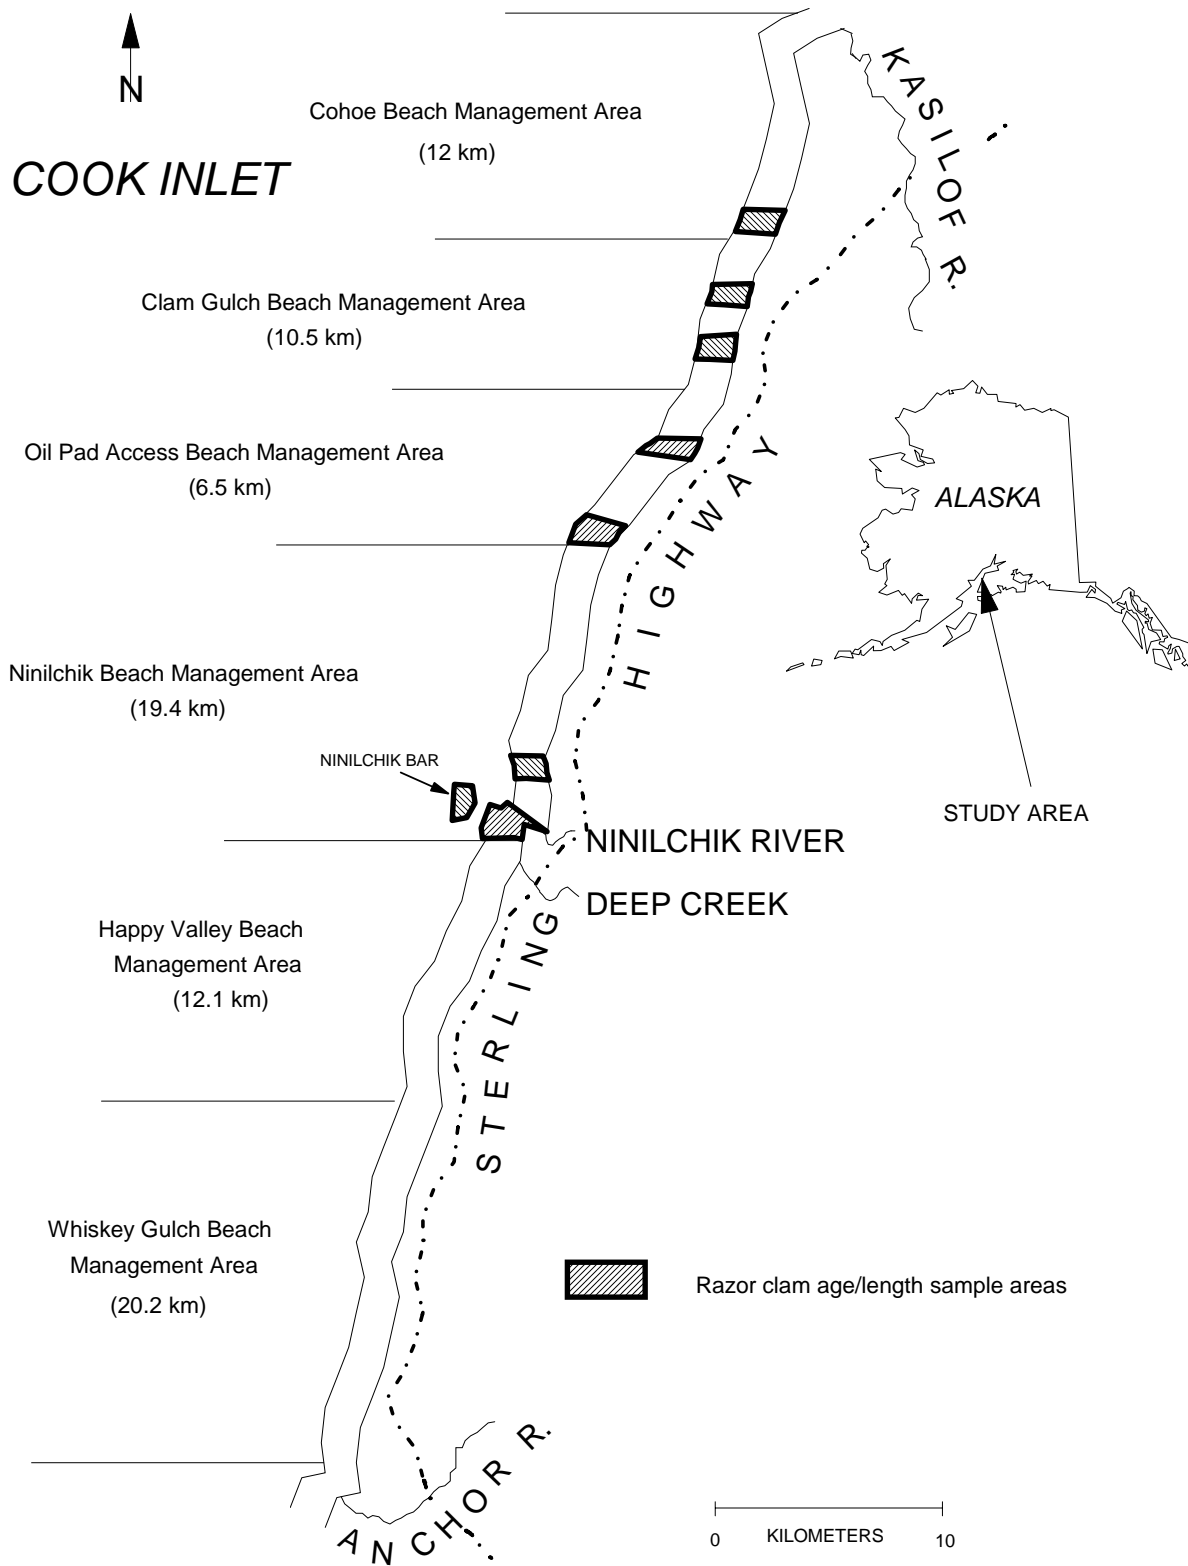 N
COOK INLET
Cohoe Beach Management Area
(12 km)
KASILOF R.
Clam Gulch Beach Management Area
(10.5 km)
Oil Pad Access Beach Management Area
(6.5 km)
ALASKA
STERLING HIGHWAY
Ninilchik Beach Management Area
(19.4 km)
NINILCHIK BAR
STUDY AREA
NINILCHIK RIVER
DEEP CREEK
Happy Valley Beach
Management Area
(12.1 km)
Whiskey Gulch Beach
Management Area
(20.2 km)
Razor clam age/length sample areas
ANCHOR R.
0 KILOMETERS 10